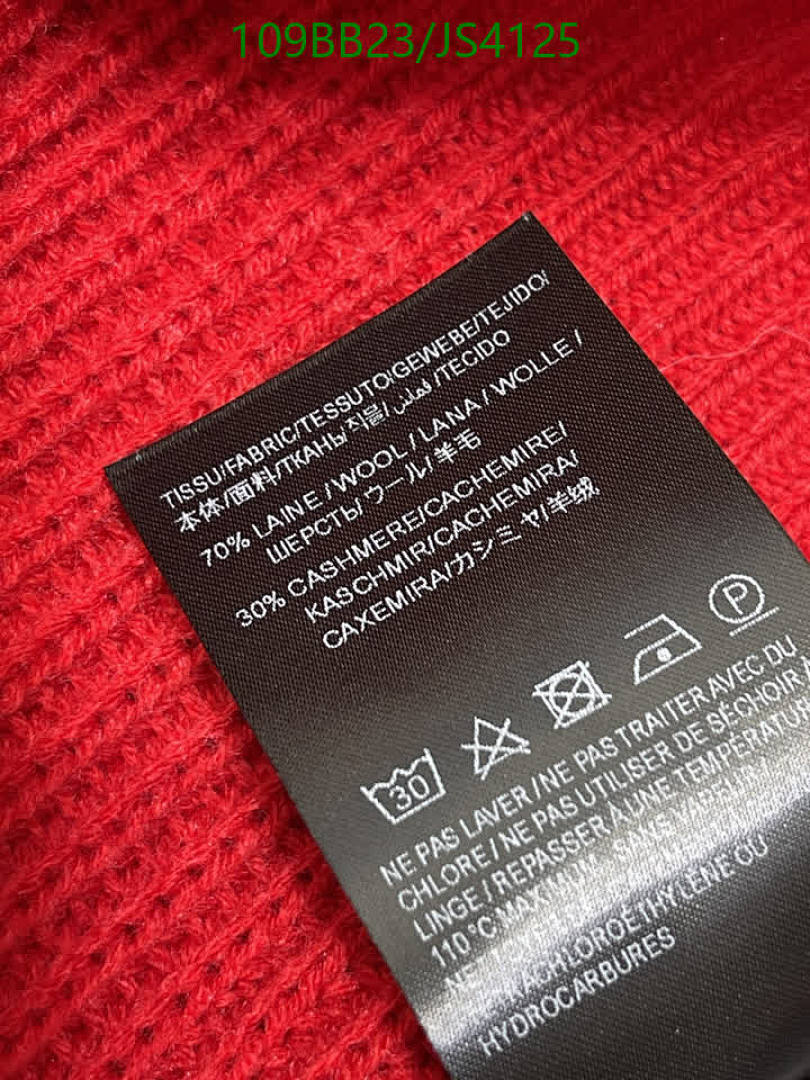 109BB23/JS4125
TISSU/FABRIC/TESSUTO/GEWEBE/TEJIDO/
本体/面料/ТКАНЬ/직물/قماش/TECIDO
70% LAINE / WOOL / LANA / WOLLE /
ШЕРСТЬ/ ウール/ 羊毛
30% CASHMERE/CACHEMIRE/
KASCHMIR/CACHEMIRA/
CAXEMIRA/カシミヤ/羊绒
P
30
NE PAS LAVER / NE PAS TRAITER AVEC DU
CHLORE / NE PAS UTILISER DE SÉCHOIR
LINGE / REPASSER À UNE TEMPÉRATU
110 °C MAXIMUM, SANS VAPEUR
HYDROCARBURES